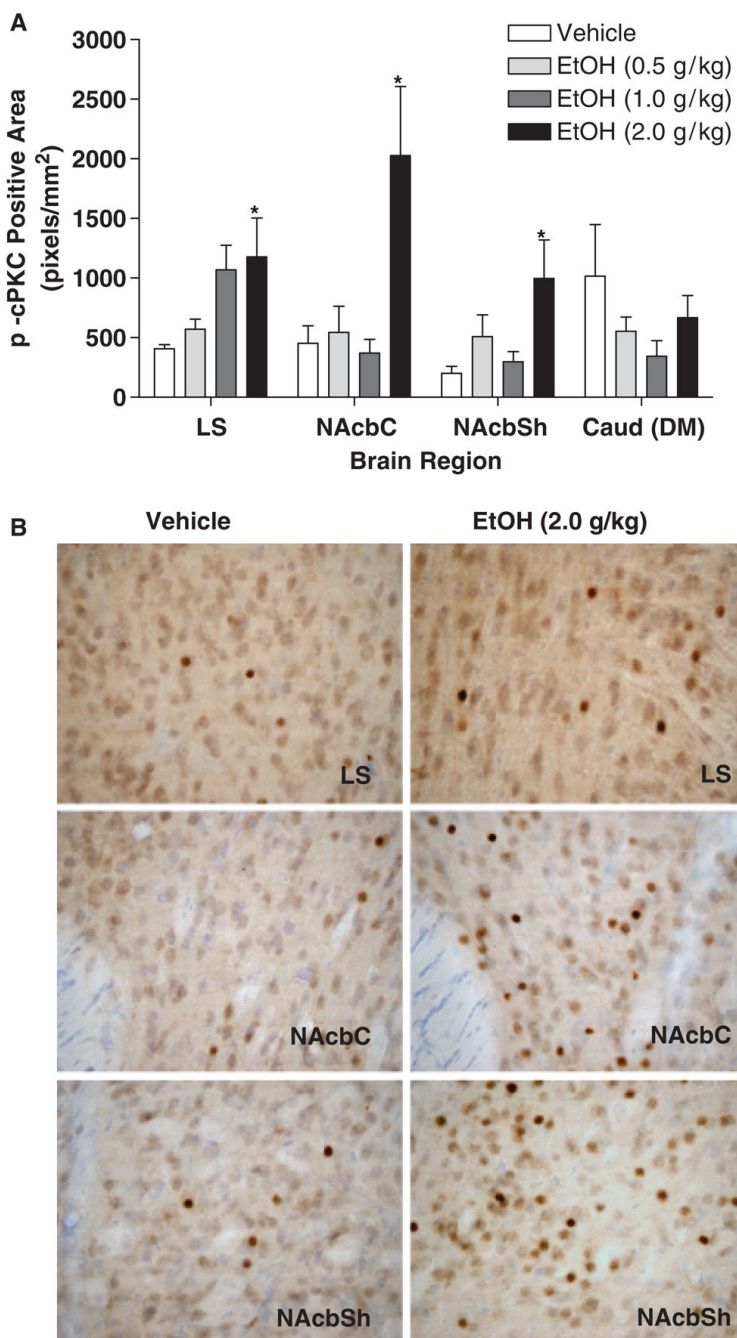 A
3000
2500
2000
1500
1000
500
0
p -cPKC Positive Area
(pixels/mm²)
Vehicle
EtOH (0.5 g/kg)
EtOH (1.0 g/kg)
EtOH (2.0 g/kg)
*
*
*
LS NAcbC NAcbSh Caud (DM)
Brain Region
B
Vehicle EtOH (2.0 g/kg)
LS LS
NAcbC NAcbC
NAcbSh NAcbSh